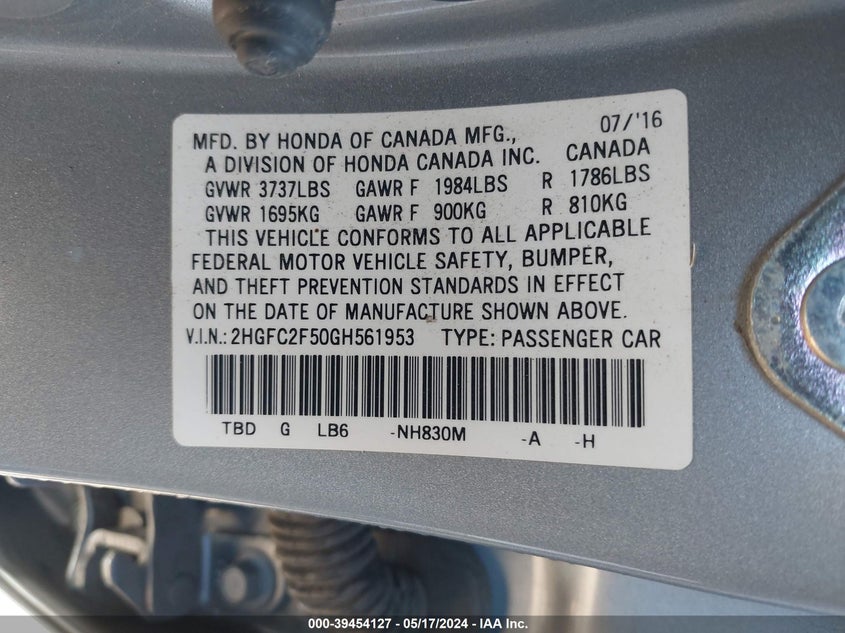 07/'16
MFD. BY HONDA OF CANADA MFG.,
A DIVISION OF HONDA CANADA INC. CANADA
GVWR 3737LBS GAWR F 1984LBS R 1786LBS
GVWR 1695KG GAWR F 900KG R 810KG
THIS VEHICLE CONFORMS TO ALL APPLICABLE
FEDERAL MOTOR VEHICLE SAFETY, BUMPER,
AND THEFT PREVENTION STANDARDS IN EFFECT
ON THE DATE OF MANUFACTURE SHOWN ABOVE.
V.I.N.: 2HGFC2F50GH561953 TYPE: PASSENGER CAR
TBD G LB6 -NH830M -A -H
000-39454127 - 05/17/2024 - IAA Inc.